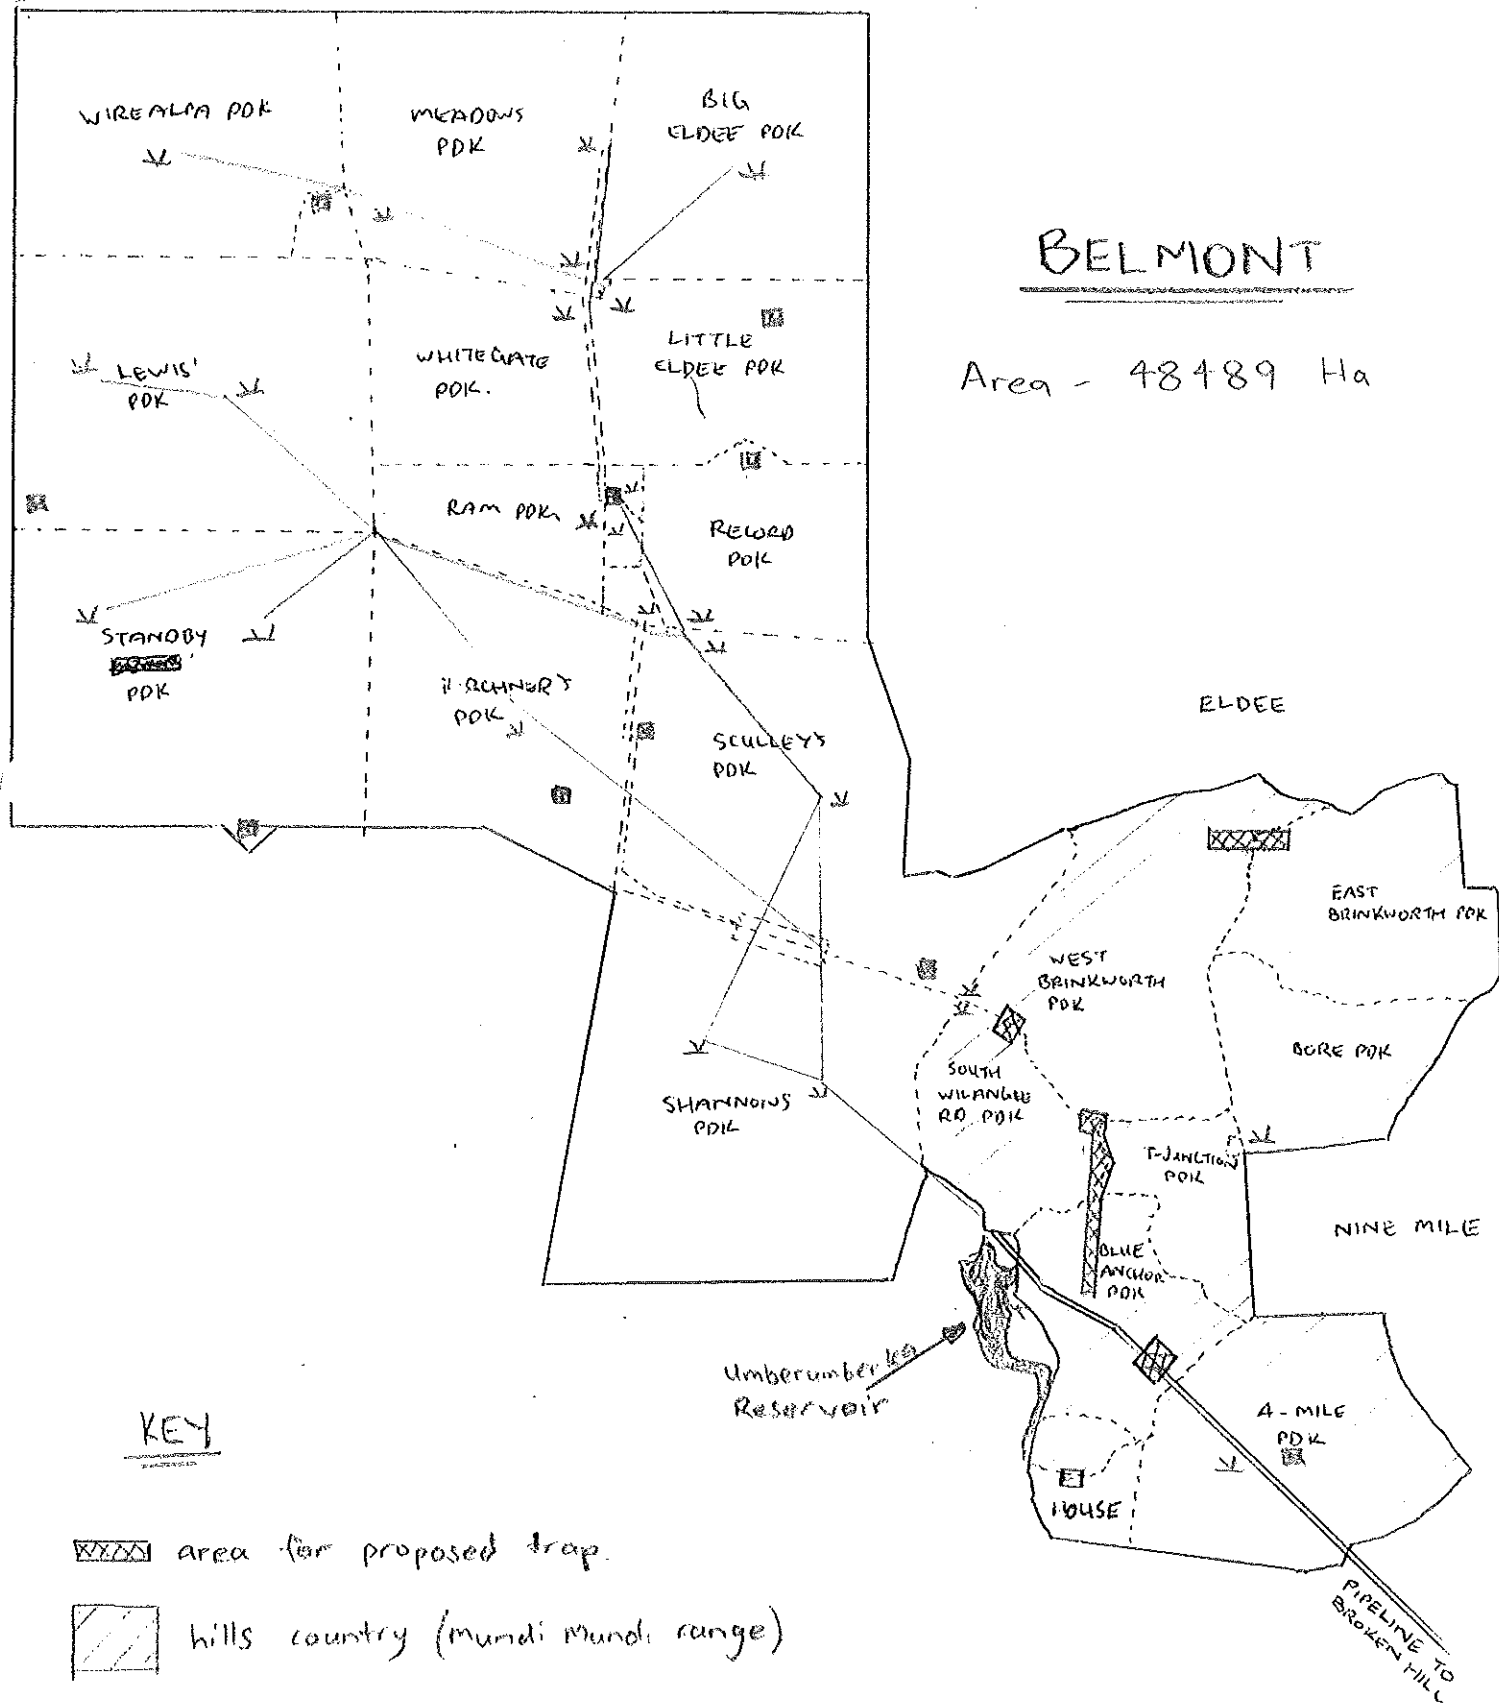 WIREALPA PDK
MEADOWS
PDK
BIG
ELDEE PDK
BELMONT
Area - 48489 Ha
LEWIS'
PDK
WHITEGATE
PDK.
LITTLE
ELDEE PDK
RAM PDK
RECORD
PDK
STANDBY
PDK
PDK
SCULLEY'S
PDK
ELDEE
EAST
BRINKWORTH PDK
WEST
BRINKWORTH
PDK
BORE PDK
SOUTH
WILANGEE
RD PDK
SHANNONS
PDK
T-JUNCTION
PDK
NINE MILE
BLUE
ANCHOR
PDK
Umberumberka
Reservoir
4-MILE
PDK
HOUSE
PIPELINE TO
BROKEN HILL
KEY
area for proposed trap.
hills country (Mundi Mundi range)